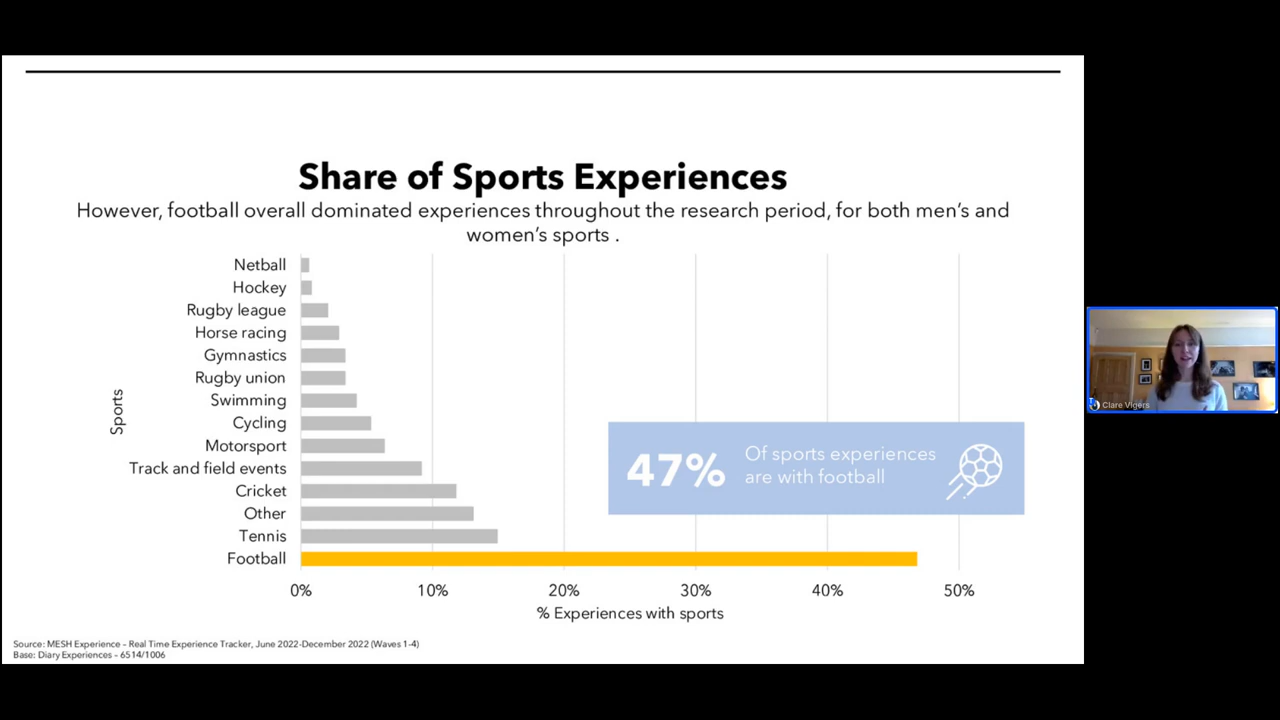 Share of Sports Experiences
However, football overall dominated experiences throughout the research period, for both men's and
women's sports .
Netball
Hockey
Rugby league
Horse racing
Gymnastics
Rugby union
Swimming
Cycling
Motorsport
Track and field events
Cricket
Other
Tennis
Football
Sports
47%
Of sports experiences
are with football
0% 10% 20% 30% 40% 50%
% Experiences with sports
Source: MESH Experience – Real Time Experience Tracker, June 2022-December 2022 (Waves 1-4)
Base: Diary Experiences – 6514/1006
Clare Vigers